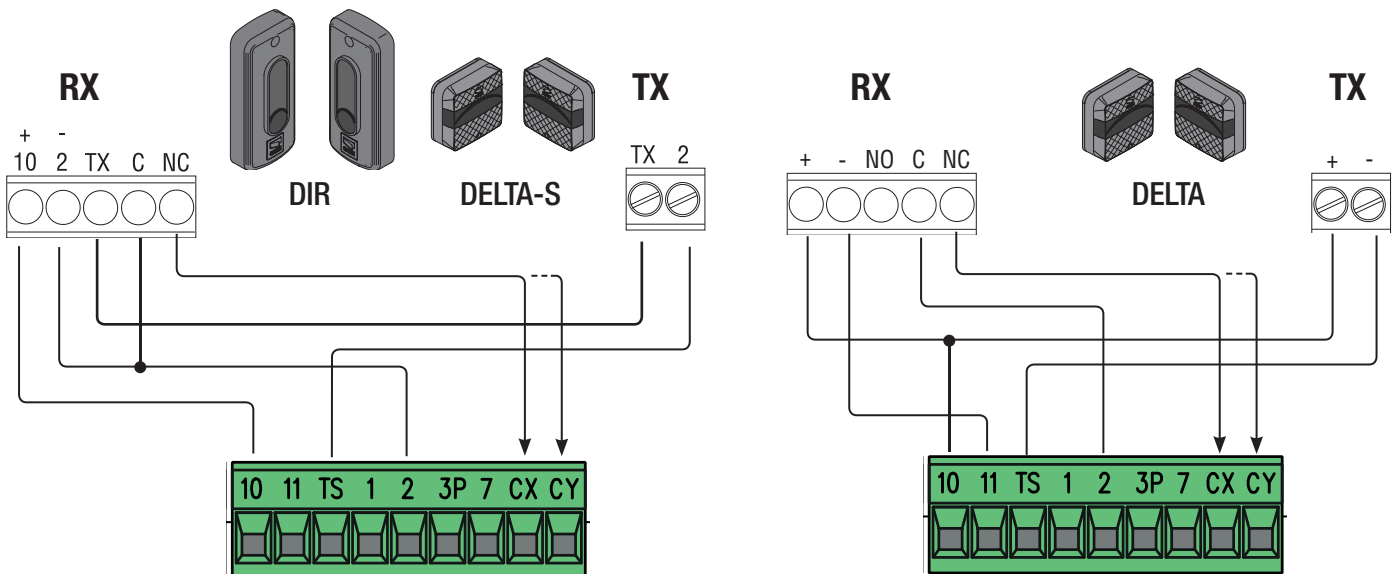 RX
TX
+ -
10 2 TX C NC
TX 2
DIR
DELTA-S
10 11 TS 1 2 3P 7 CX CY
RX
TX
+ - NO C NC
+ -
DELTA
10 11 TS 1 2 3P 7 CX CY